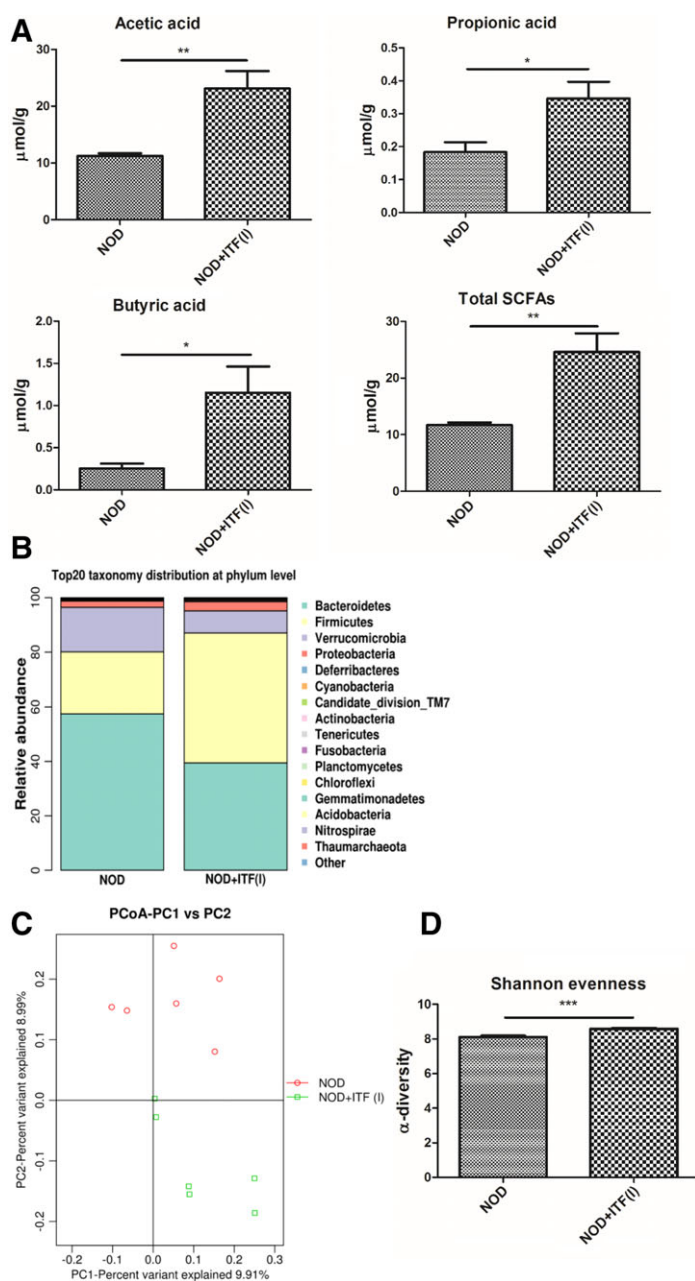 A
Acetic acid
**
30
20
10
0
μmol/g
NOD
NOD+ITF(I)
Propionic acid
*
0.5
0.4
0.3
0.2
0.1
0.0
μmol/g
NOD
NOD+ITF(I)
Butyric acid
*
2.0
1.5
1.0
0.5
0.0
μmol/g
NOD
NOD+ITF(I)
Total SCFAs
**
30
20
10
0
μmol/g
NOD
NOD+ITF(I)
B
Top20 taxonomy distribution at phylum level
Relative abundance
100
80
60
40
20
0
NOD
NOD+ITF(I)
Bacteroidetes
Firmicutes
Verrucomicrobia
Proteobacteria
Deferribacteres
Cyanobacteria
Candidate_division_TM7
Actinobacteria
Tenericutes
Fusobacteria
Planctomycetes
Chloroflexi
Gemmatimonadetes
Acidobacteria
Nitrospirae
Thaumarchaeota
Other
C
PCoA-PC1 vs PC2
PC2-Percent variant explained 8.99%
0.2
0.1
0.0
-0.1
-0.2
-0.2
-0.1
0.0
0.1
0.2
0.3
PC1-Percent variant explained 9.91%
NOD
NOD+ITF (I)
D
Shannon evenness
***
10
8
6
4
2
0
α-diversity
NOD
NOD+ITF(I)